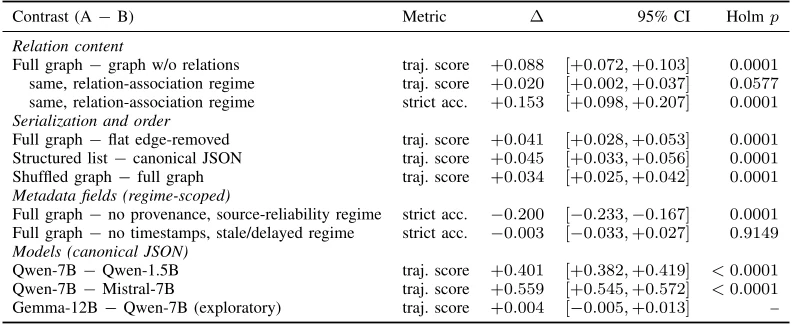 Contrast (A − B) Metric Δ 95% CI Holm p
Relation content
Full graph − graph w/o relations traj. score +0.088 [+0.072, +0.103] 0.0001
same, relation-association regime traj. score +0.020 [+0.002, +0.037] 0.0577
same, relation-association regime strict acc. +0.153 [+0.098, +0.207] 0.0001
Serialization and order
Full graph − flat edge-removed traj. score +0.041 [+0.028, +0.053] 0.0001
Structured list − canonical JSON traj. score +0.045 [+0.033, +0.056] 0.0001
Shuffled graph − full graph traj. score +0.034 [+0.025, +0.042] 0.0001
Metadata fields (regime-scoped)
Full graph − no provenance, source-reliability regime strict acc. −0.200 [−0.233, −0.167] 0.0001
Full graph − no timestamps, stale/delayed regime strict acc. −0.003 [−0.033, +0.027] 0.9149
Models (canonical JSON)
Qwen-7B − Qwen-1.5B traj. score +0.401 [+0.382, +0.419] < 0.0001
Qwen-7B − Mistral-7B traj. score +0.559 [+0.545, +0.572] < 0.0001
Gemma-12B − Qwen-7B (exploratory) traj. score +0.004 [−0.005, +0.013] –